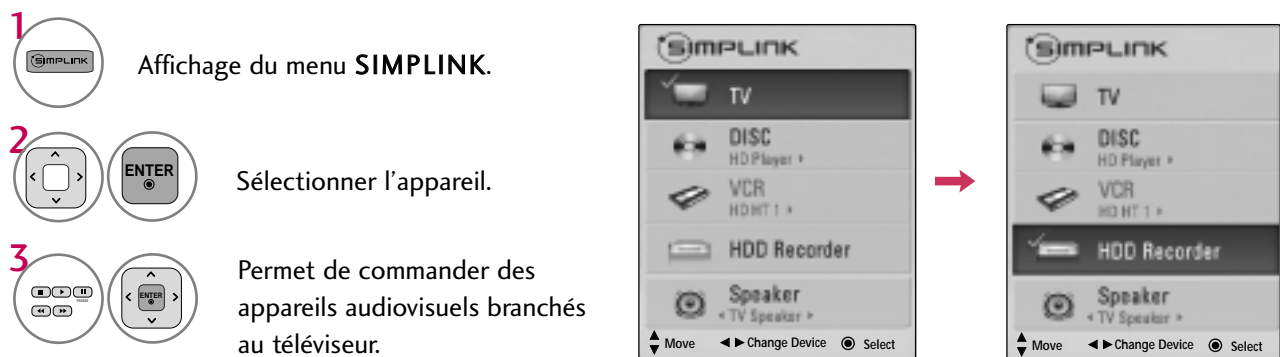 1
SIMPLINK
Affichage du menu SIMPLINK.
2
ENTER
Sélectionner l'appareil.
3
PAUSE
ENTER
Permet de commander des
appareils audiovisuels branchés
au téléviseur.
SIMPLINK
TV
DISC
HD Player
VCR
HD HT 1
HDD Recorder
Speaker
TV Speaker
Move Change Device Select
SIMPLINK
TV
DISC
HD Player
VCR
HD HT 1
HDD Recorder
Speaker
TV Speaker
Move Change Device Select